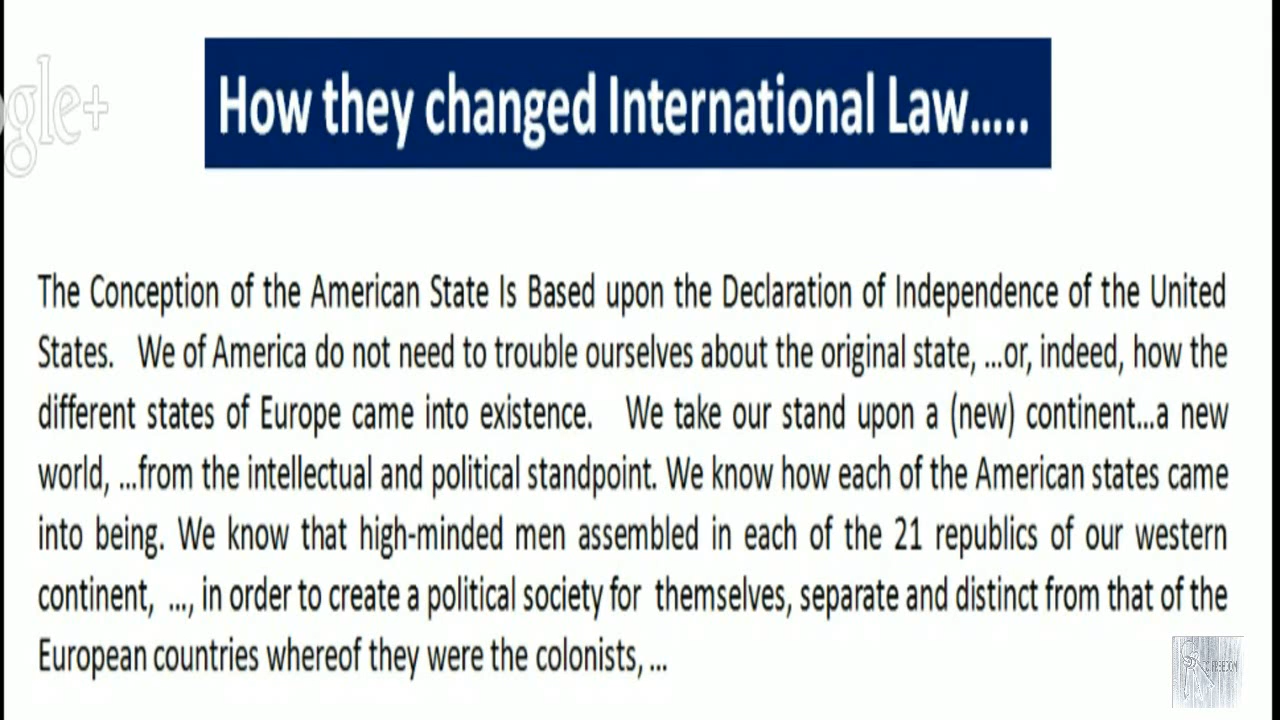 How they changed International Law.....
gle+
The Conception of the American State Is Based upon the Declaration of Independence of the United
States. We of America do not need to trouble ourselves about the original state, ...or, indeed, how the
different states of Europe came into existence. We take our stand upon a (new) continent...a new
world, ...from the intellectual and political standpoint. We know how each of the American states came
into being. We know that high-minded men assembled in each of the 21 republics of our western
continent, ..., in order to create a political society for themselves, separate and distinct from that of the
European countries whereof they were the colonists, ...